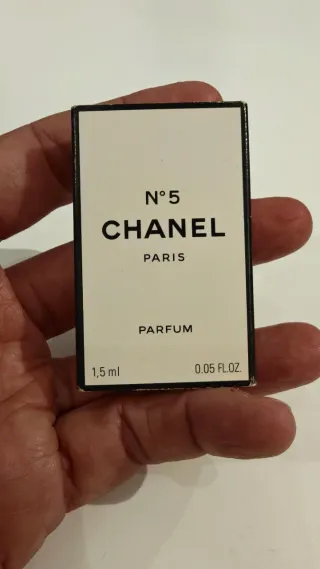 N°5
CHANEL
PARIS
PARFUM
1,5 ml 0.05 FL.OZ.